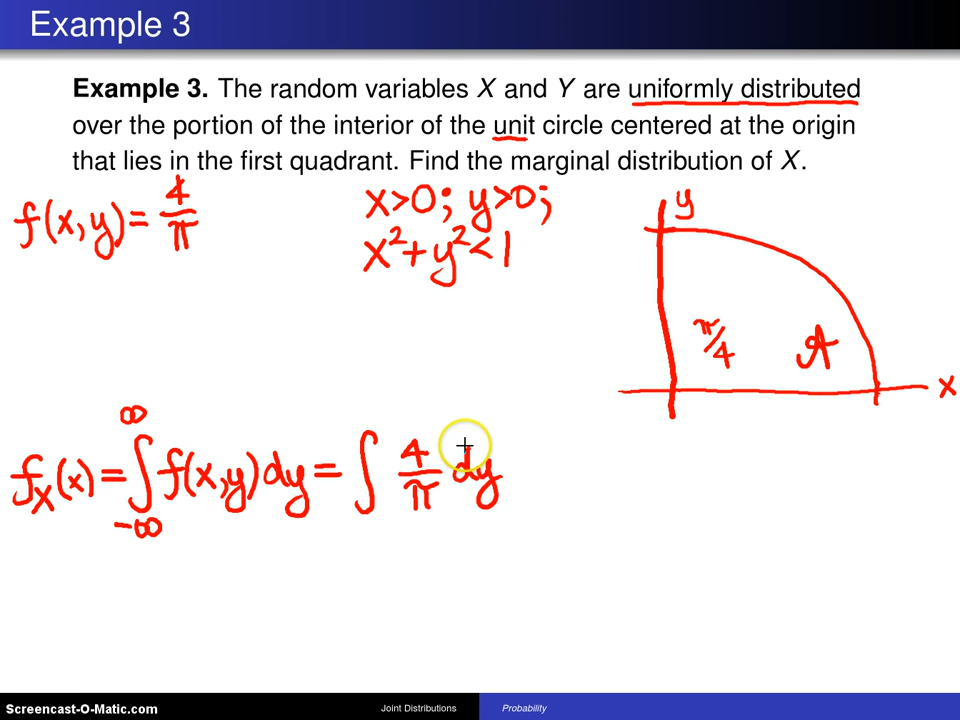 Example 3
Example 3. The random variables X and Y are uniformly distributed
over the portion of the interior of the unit circle centered at the origin
that lies in the first quadrant. Find the marginal distribution of X.
f(x,y)=4/π
x>0; y>0;
x²+y²<1
y
π/4
A
x
f_X(x)=∫_{-∞}^{∞} f(x,y)dy=∫ 4/π dy
Screencast-O-Matic.com
Joint Distributions
Probability